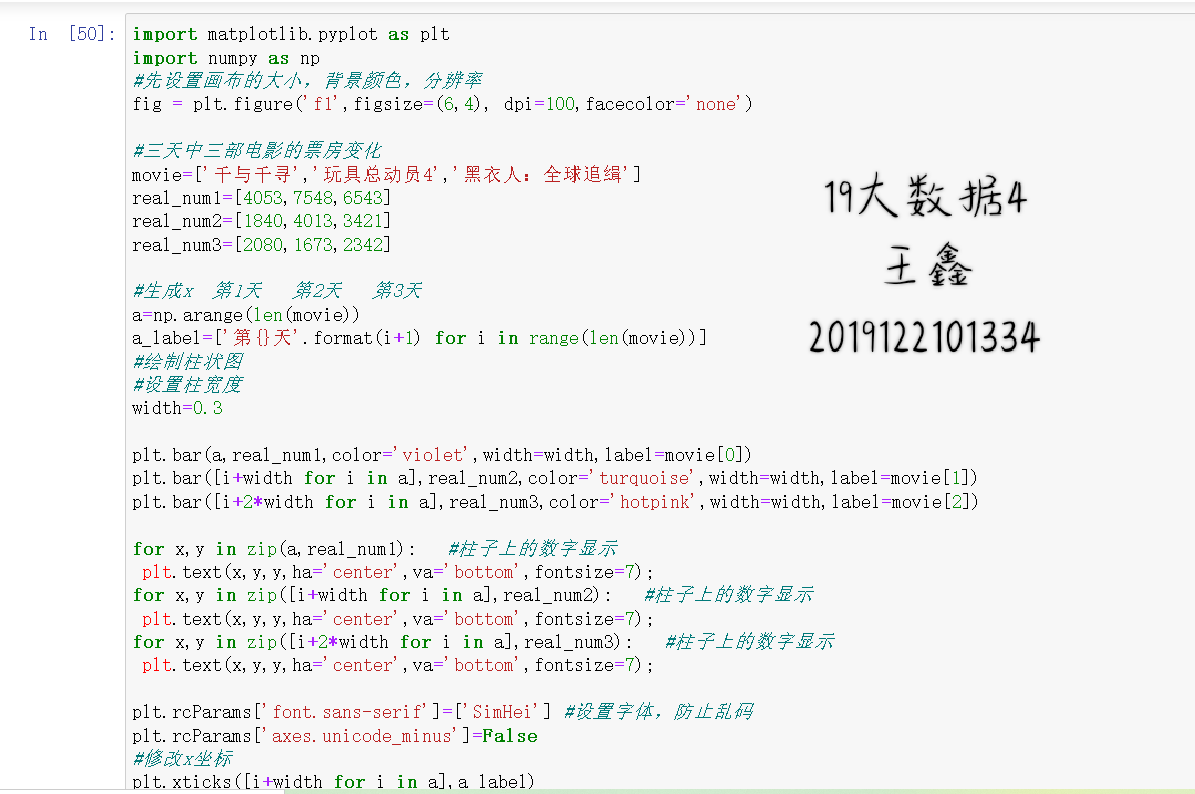 In [50]:
import matplotlib.pyplot as plt
import numpy as np
#先设置画布的大小，背景颜色，分辨率
fig = plt.figure('f1',figsize=(6,4), dpi=100,facecolor='none')
#三天中三部电影的票房变化
movie=['千与千寻','玩具总动员4','黑衣人：全球追缉']
real_num1=[4053,7548,6543]
real_num2=[1840,4013,3421]
real_num3=[2080,1673,2342]
#生成x  第1天   第2天   第3天
a=np.arange(len(movie))
a_label=['第{}天'.format(i+1) for i in range(len(movie))]
#绘制柱状图
#设置柱宽度
width=0.3
plt.bar(a,real_num1,color='violet',width=width,label=movie[0])
plt.bar([i+width for i in a],real_num2,color='turquoise',width=width,label=movie[1])
plt.bar([i+2*width for i in a],real_num3,color='hotpink',width=width,label=movie[2])
for x,y in zip(a,real_num1):   #柱子上的数字显示
 plt.text(x,y,y,ha='center',va='bottom',fontsize=7);
for x,y in zip([i+width for i in a],real_num2):   #柱子上的数字显示
 plt.text(x,y,y,ha='center',va='bottom',fontsize=7);
for x,y in zip([i+2*width for i in a],real_num3):   #柱子上的数字显示
 plt.text(x,y,y,ha='center',va='bottom',fontsize=7);
plt.rcParams['font.sans-serif']=['SimHei'] #设置字体，防止乱码
plt.rcParams['axes.unicode_minus']=False
#修改x坐标
plt.xticks([i+width for i in a],a_label)
19大数据4
王鑫
2019122101334